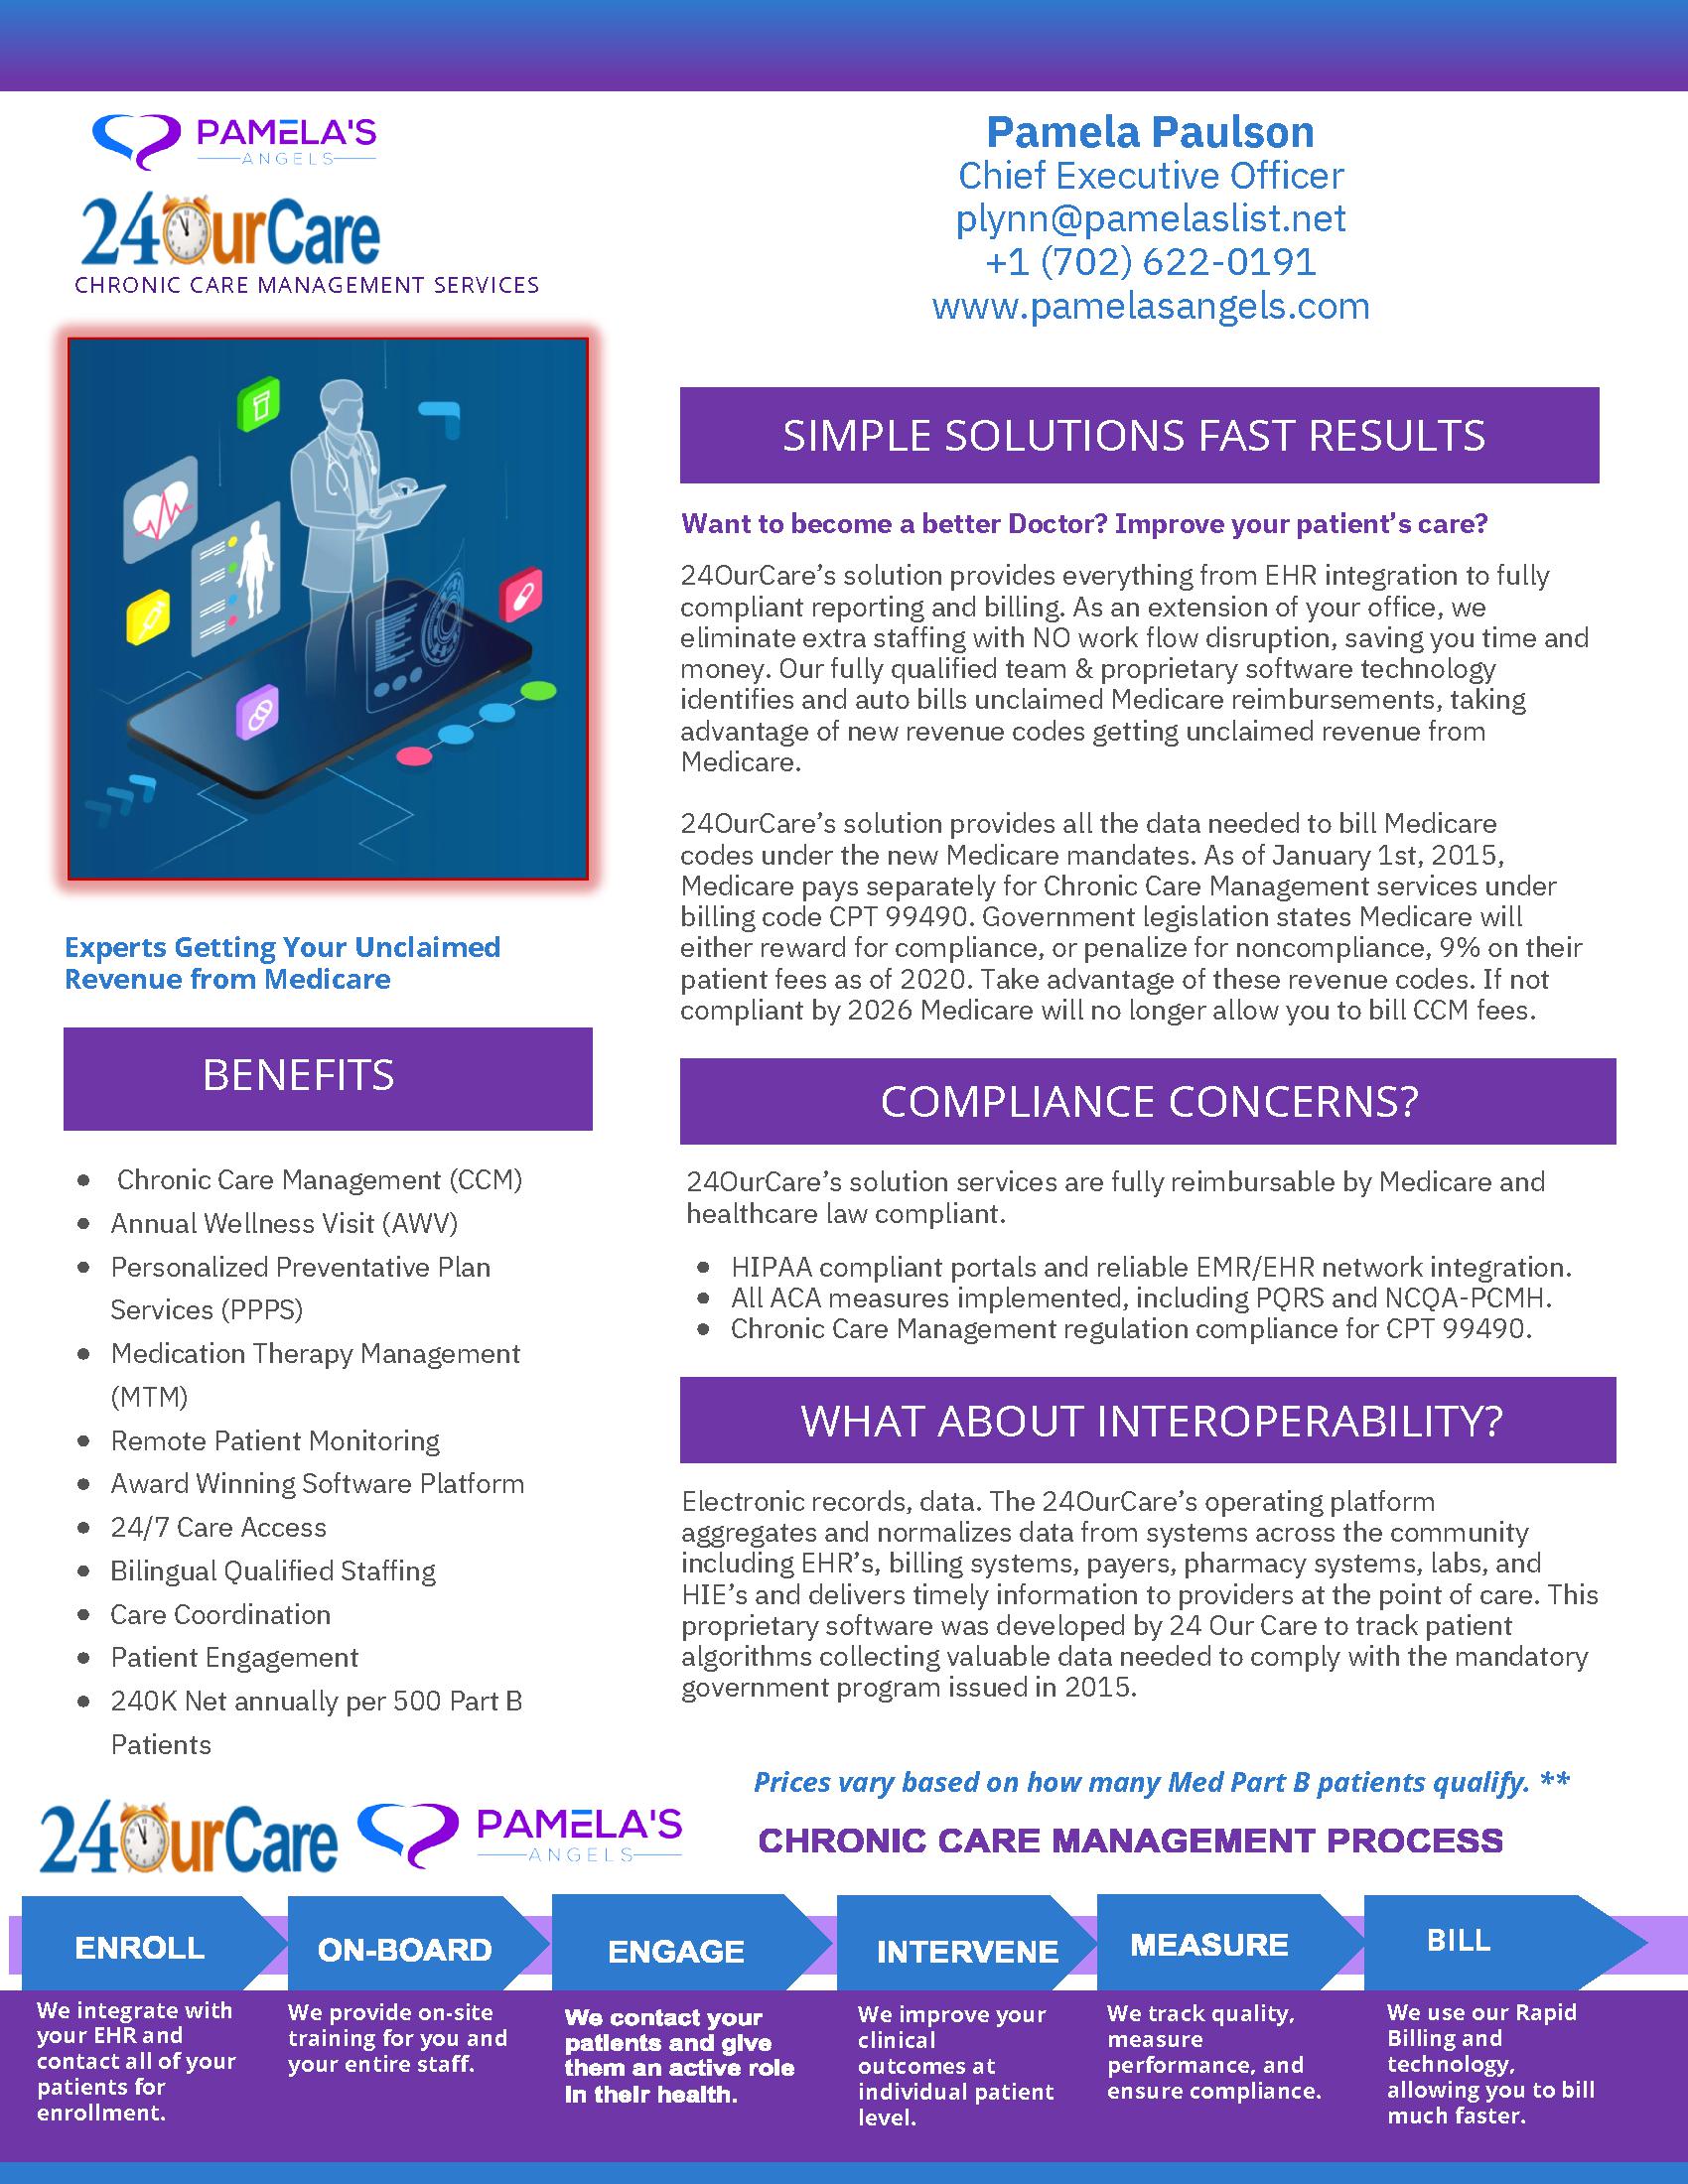 PAMELA'S
ANGELS
24OurCare
CHRONIC CARE MANAGEMENT SERVICES
Pamela Paulson
Chief Executive Officer
plynn@pamelaslist.net
+1 (702) 622-0191
www.pamelasangels.com
Experts Getting Your Unclaimed
Revenue from Medicare
BENEFITS
• Chronic Care Management (CCM)
• Annual Wellness Visit (AWV)
• Personalized Preventative Plan
Services (PPPS)
• Medication Therapy Management
(MTM)
• Remote Patient Monitoring
• Award Winning Software Platform
• 24/7 Care Access
• Bilingual Qualified Staffing
• Care Coordination
• Patient Engagement
• 240K Net annually per 500 Part B
Patients
SIMPLE SOLUTIONS FAST RESULTS
Want to become a better Doctor? Improve your patient’s care?
24OurCare’s solution provides everything from EHR integration to fully
compliant reporting and billing. As an extension of your office, we
eliminate extra staffing with NO work flow disruption, saving you time and
money. Our fully qualified team & proprietary software technology
identifies and auto bills unclaimed Medicare reimbursements, taking
advantage of new revenue codes getting unclaimed revenue from
Medicare.
24OurCare’s solution provides all the data needed to bill Medicare
codes under the new Medicare mandates. As of January 1st, 2015,
Medicare pays separately for Chronic Care Management services under
billing code CPT 99490. Government legislation states Medicare will
either reward for compliance, or penalize for noncompliance, 9% on their
patient fees as of 2020. Take advantage of these revenue codes. If not
compliant by 2026 Medicare will no longer allow you to bill CCM fees.
COMPLIANCE CONCERNS?
24OurCare’s solution services are fully reimbursable by Medicare and
healthcare law compliant.
• HIPAA compliant portals and reliable EMR/EHR network integration.
• All ACA measures implemented, including PQRS and NCQA-PCMH.
• Chronic Care Management regulation compliance for CPT 99490.
WHAT ABOUT INTEROPERABILITY?
Electronic records, data. The 24OurCare’s operating platform
aggregates and normalizes data from systems across the community
including EHR’s, billing systems, payers, pharmacy systems, labs, and
HIE’s and delivers timely information to providers at the point of care. This
proprietary software was developed by 24 Our Care to track patient
algorithms collecting valuable data needed to comply with the mandatory
government program issued in 2015.
Prices vary based on how many Med Part B patients qualify. **
24OurCare
PAMELA'S
ANGELS
CHRONIC CARE MANAGEMENT PROCESS
ENROLL
We integrate with
your EHR and
contact all of your
patients for
enrollment.
ON-BOARD
We provide on-site
training for you and
your entire staff.
ENGAGE
We contact your
patients and give
them an active role
in their health.
INTERVENE
We improve your
clinical
outcomes at
individual patient
level.
MEASURE
We track quality,
measure
performance, and
ensure compliance.
BILL
We use our Rapid
Billing and
technology,
allowing you to bill
much faster.